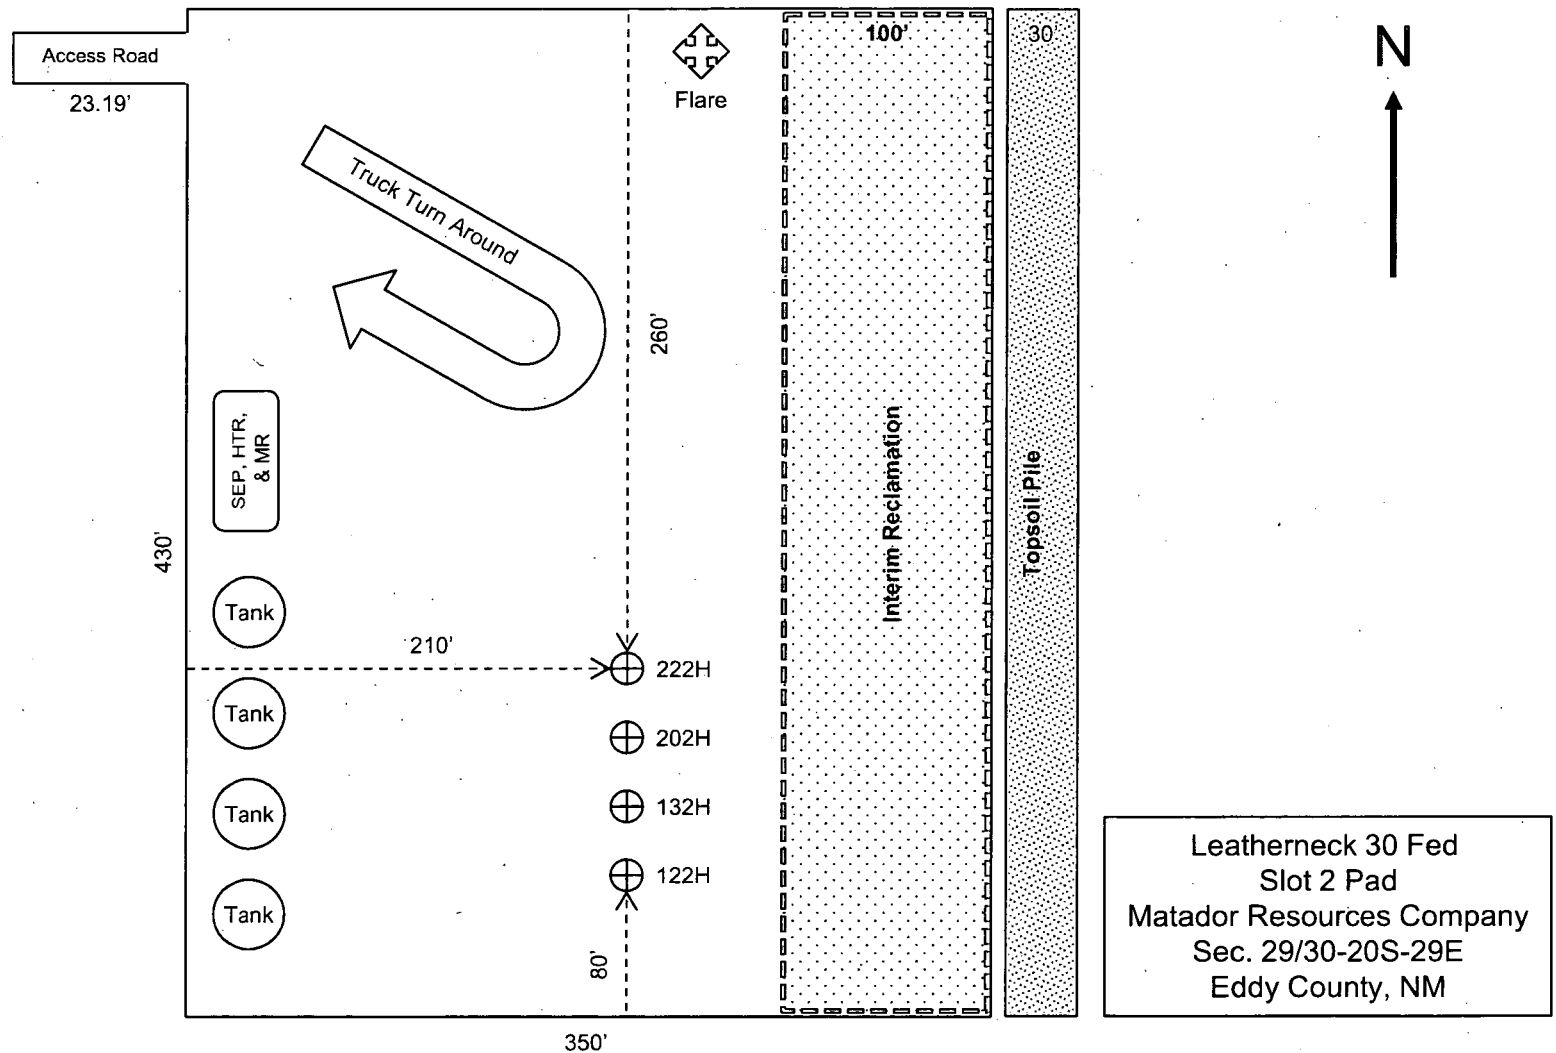 Access Road
23.19'
Flare
100'
30'
N
Truck Turn Around
260'
SEP, HTR,
& MR
430'
Interim Reclamation
Topsoil Pile
Tank
210'
222H
Tank
202H
Tank
132H
122H
Tank
80'
350'
Leatherneck 30 Fed
Slot 2 Pad
Matador Resources Company
Sec. 29/30-20S-29E
Eddy County, NM